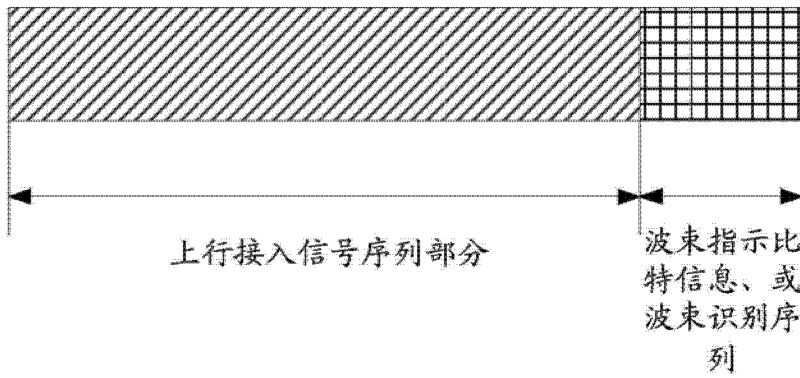 上行接入信号序列部分
波束指示比
特信息、或
波束识别序
列